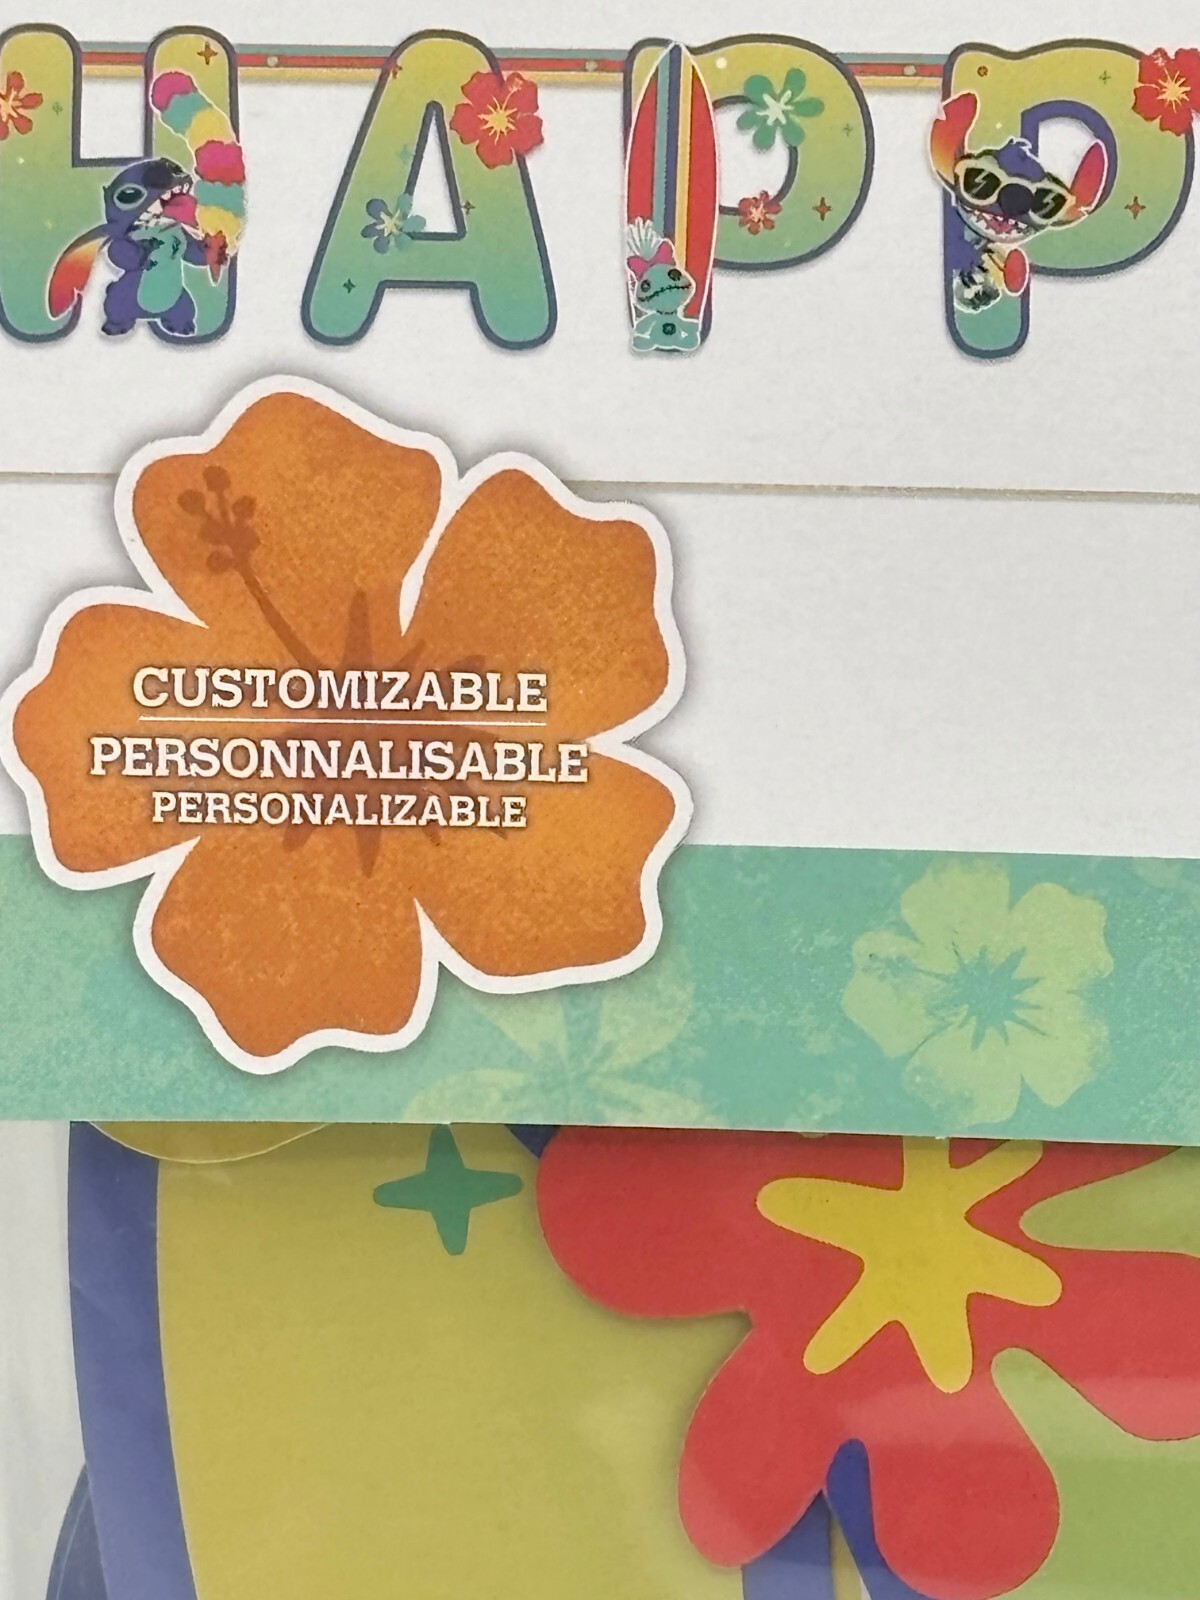 HAPP
CUSTOMIZABLE
PERSONNALISABLE
PERSONALIZABLE